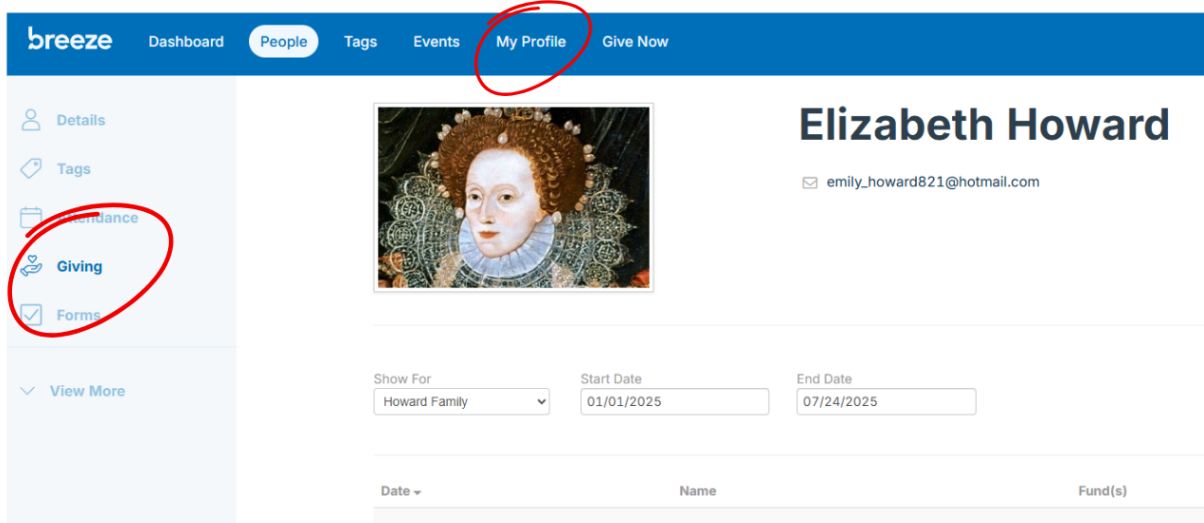 breeze Dashboard People Tags Events My Profile Give Now
Details
Tags
Attendance
Giving
Forms
View More
Elizabeth Howard
emily_howard821@hotmail.com
Show For Start Date End Date
Howard Family 01/01/2025 07/24/2025
Date Name Fund(s)